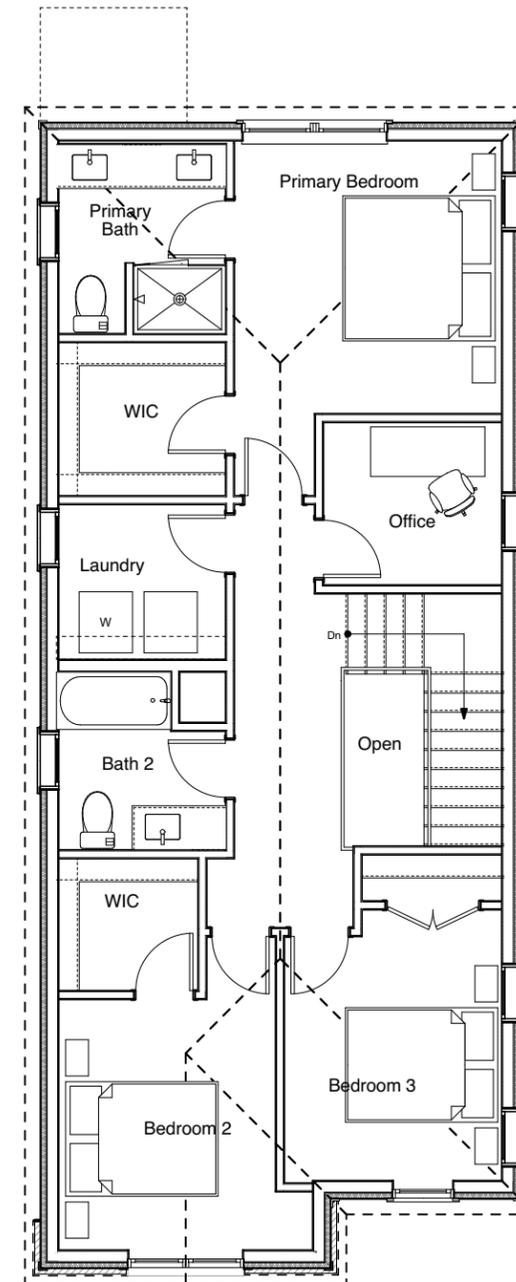 Primary Bedroom
Primary
Bath
WIC
Office
Laundry
W
Dn
Open
Bath 2
WIC
Bedroom 3
Bedroom 2